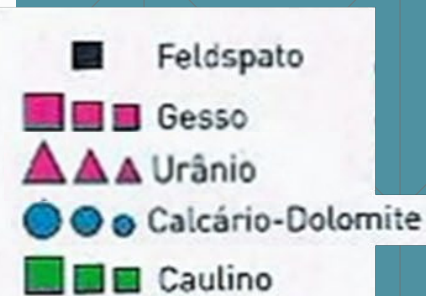 Feldspato
Gesso
Urânio
Calcário-Dolomite
Caulino